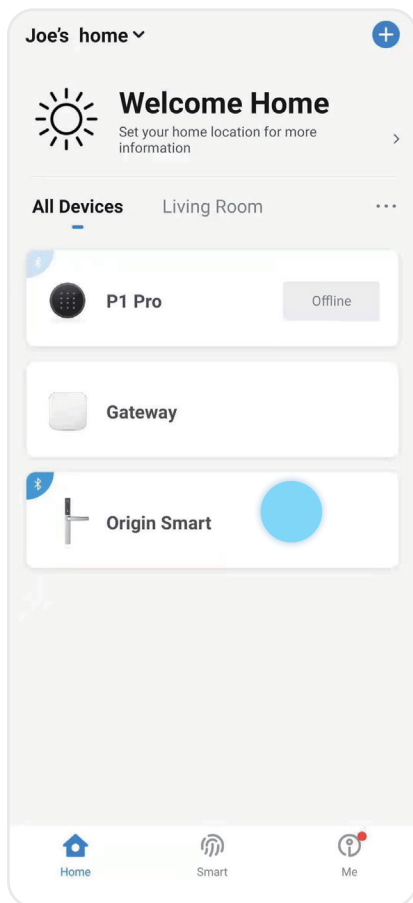 Joe's home
Welcome Home
Set your home location for more
information
All Devices
Living Room
P1 Pro
Offline
Gateway
Origin Smart
Home
Smart
Me